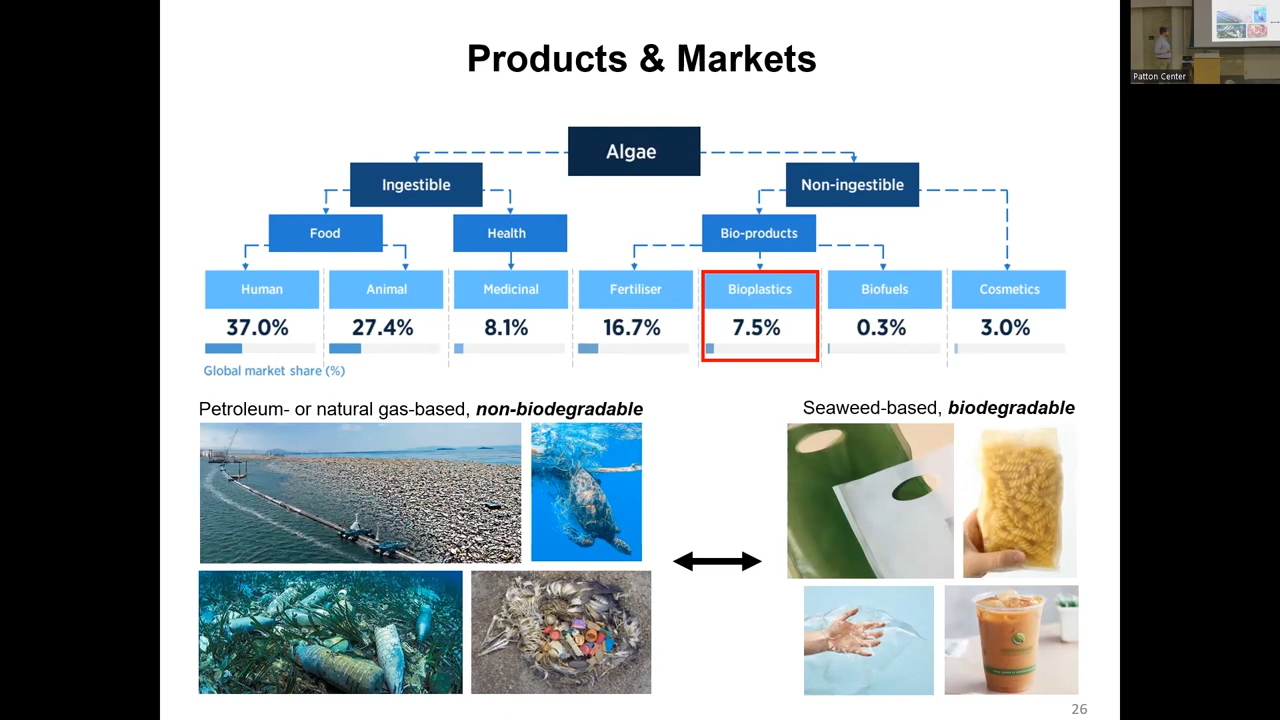 Products & Markets
Patton Center
Algae
Ingestible
Non-ingestible
Food
Health
Bio-products
Human
Animal
Medicinal
Fertiliser
Bioplastics
Biofuels
Cosmetics
37.0%
27.4%
8.1%
16.7%
7.5%
0.3%
3.0%
Global market share (%)
Petroleum- or natural gas-based, non-biodegradable
Seaweed-based, biodegradable
26